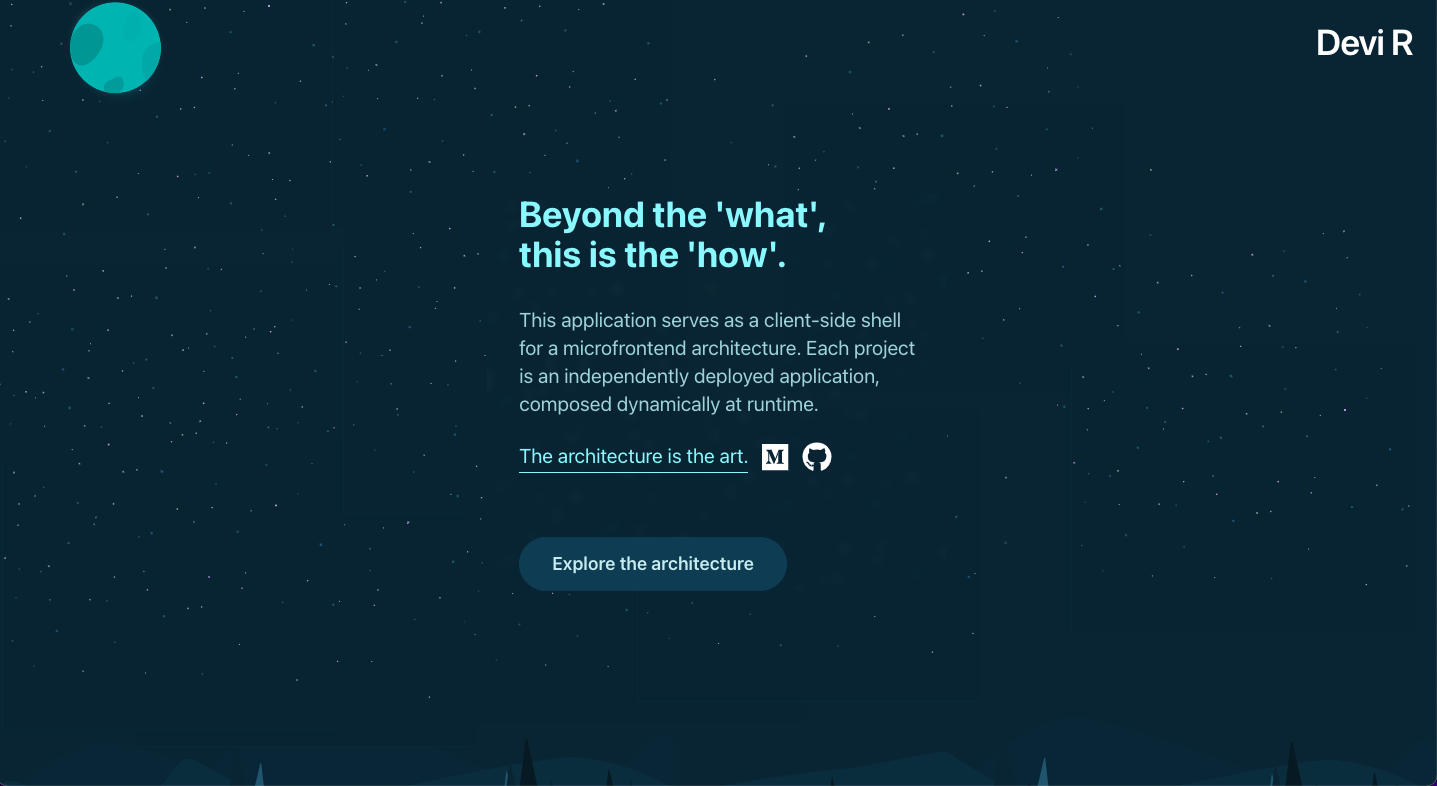 Devi R
Beyond the 'what',
this is the 'how'.
This application serves as a client-side shell
for a microfrontend architecture. Each project
is an independently deployed application,
composed dynamically at runtime.
The architecture is the art. M
Explore the architecture